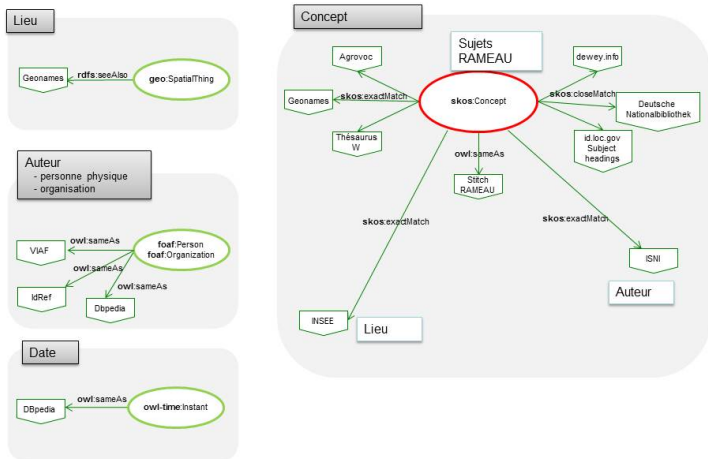 Lieu
Geonames
rdfs:seeAlso
geo:SpatialThing
Auteur
- personne physique
- organisation
VIAF
owl:sameAs
foaf:Person
foaf:Organization
owl:sameAs
IdRef
owl:sameAs
Dbpedia
Date
DBpedia
owl:sameAs
owl-time:Instant
Concept
Sujets
RAMEAU
Agrovoc
dewey.info
Geonames
skos:exactMatch
skos:Concept
skos:closeMatch
Deutsche
Nationalbibliothek
Thésaurus
W
id.loc.gov
Subject
headings
owl:sameAs
Stitch
RAMEAU
skos:exactMatch
skos:exactMatch
ISNI
Auteur
INSEE
Lieu